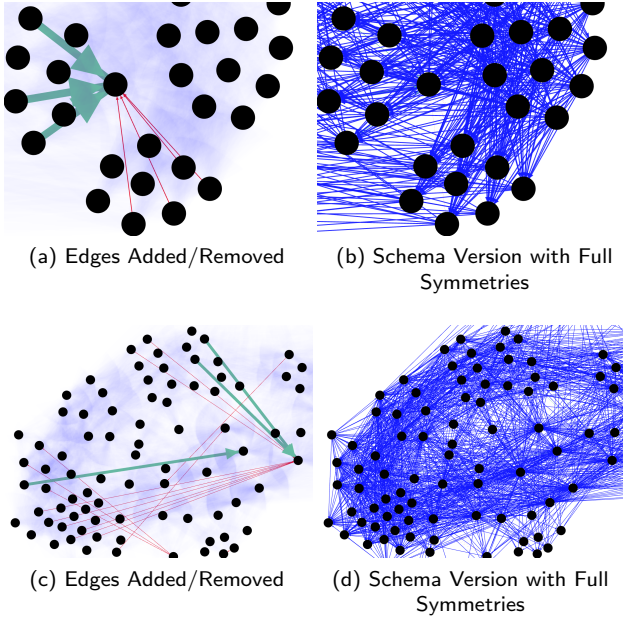 (a) Edges Added/Removed
(b) Schema Version with Full
Symmetries
(c) Edges Added/Removed
(d) Schema Version with Full
Symmetries